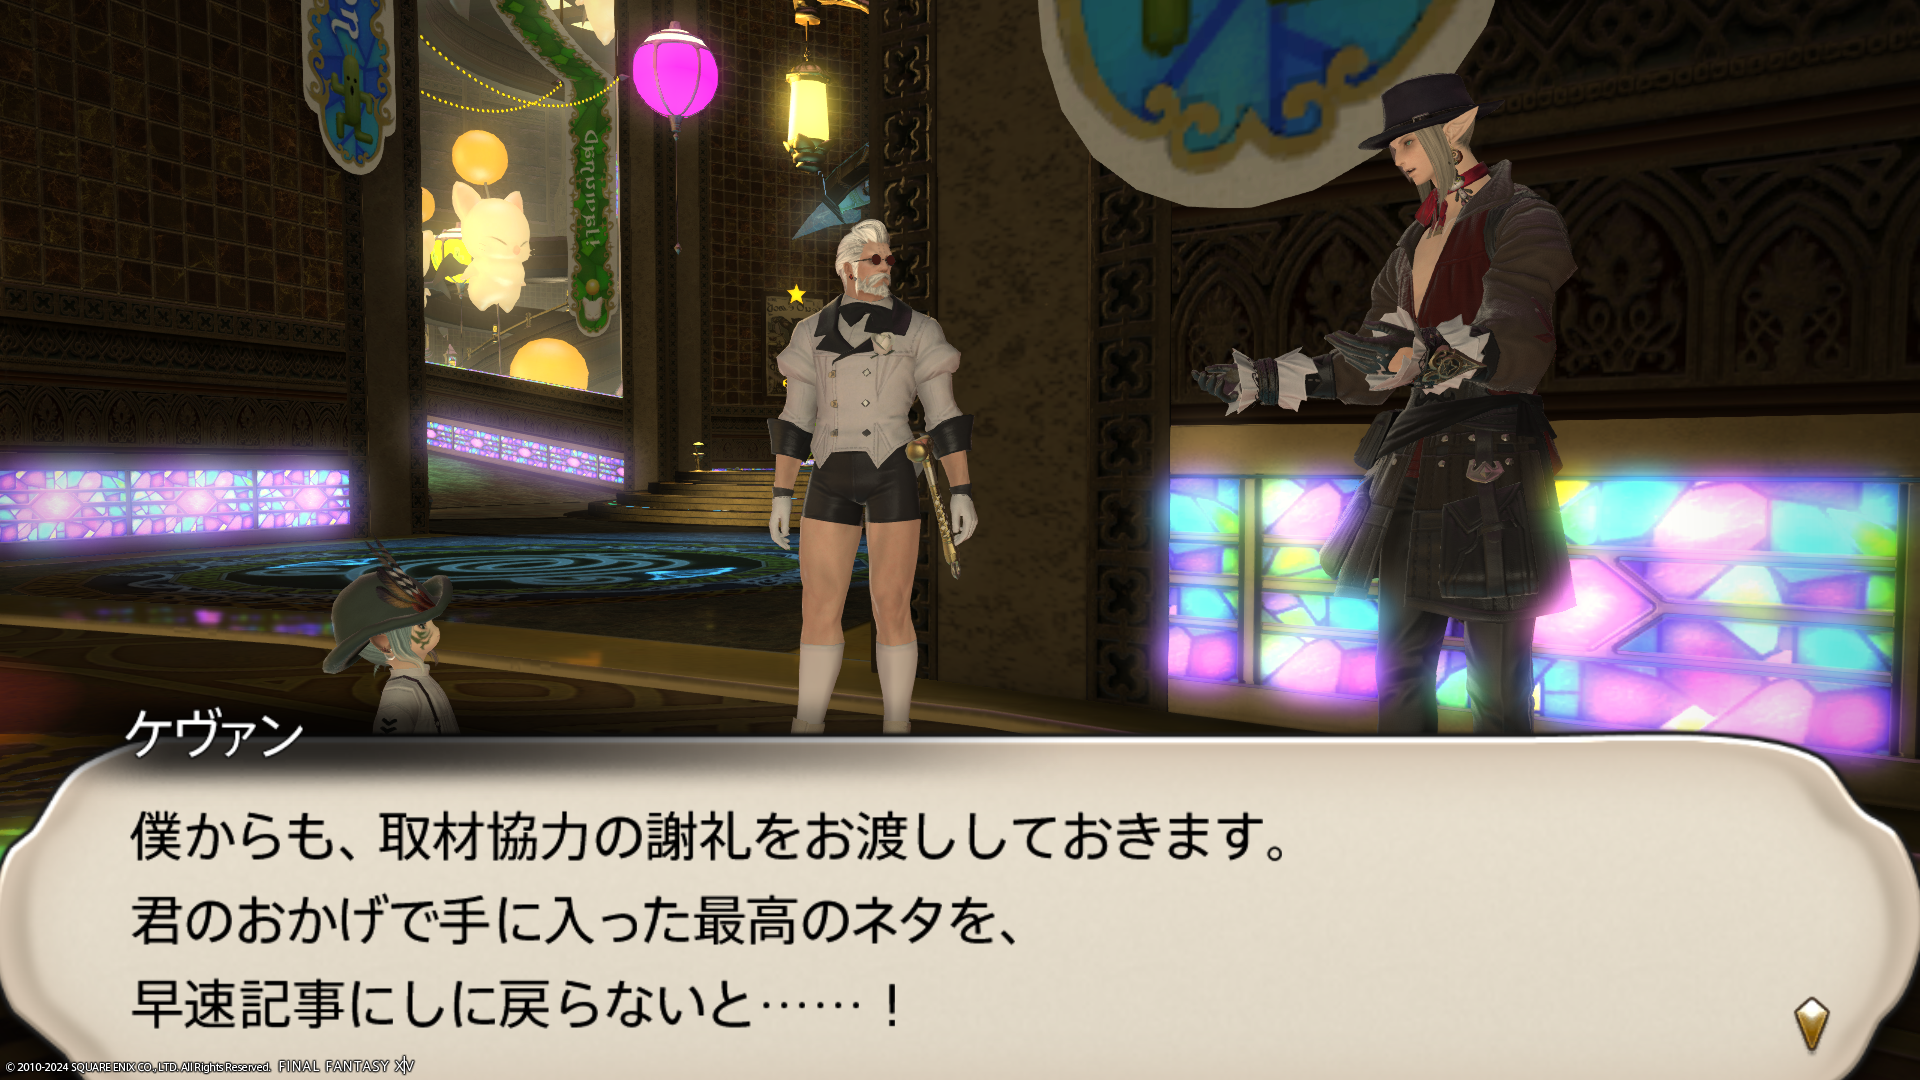 ケヴァン
僕からも、取材協力の謝礼をお渡ししておきます。
君のおかげで手に入った最高のネタを、
早速記事にしに戻らないと……！
© 2010-2024 SQUARE ENIX CO., LTD. All Rights Reserved. FINAL FANTASY XIV